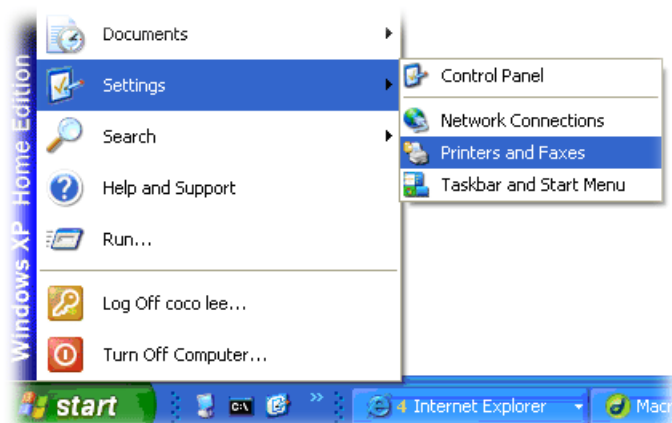 Documents
Settings
Search
Help and Support
Run...
Log Off coco lee...
Turn Off Computer...
Control Panel
Network Connections
Printers and Faxes
Taskbar and Start Menu
Windows XP Home Edition
start
C:\
4 Internet Explorer
Macr